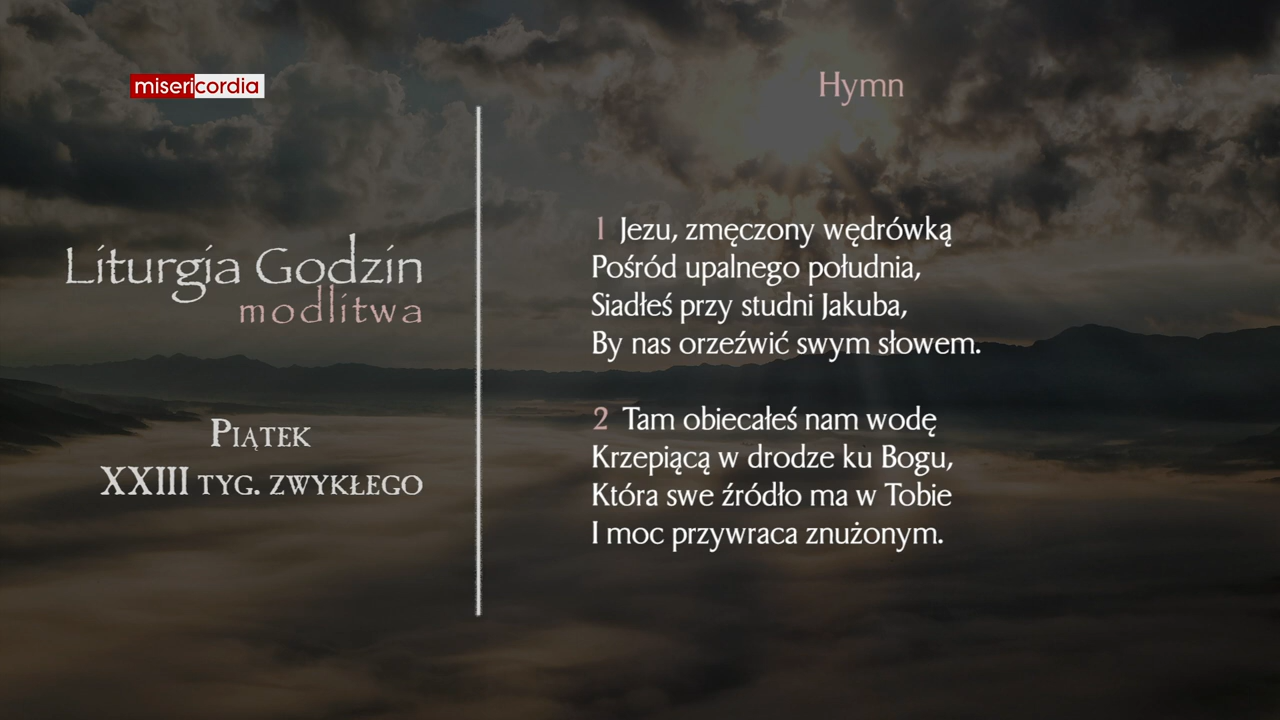 misericordia
Liturgia Godzin
modlitwa
Piątek
XXIII tyg. zwykłego
Hymn
1 Jezu, zmęczony wędrówką
Pośród upalnego południa,
Siadłeś przy studni Jakuba,
By nas orzeźwić swym słowem.
2 Tam obiecałeś nam wodę
Krzepiącą w drodze ku Bogu,
Która swe źródło ma w Tobie
I moc przywraca znużonym.